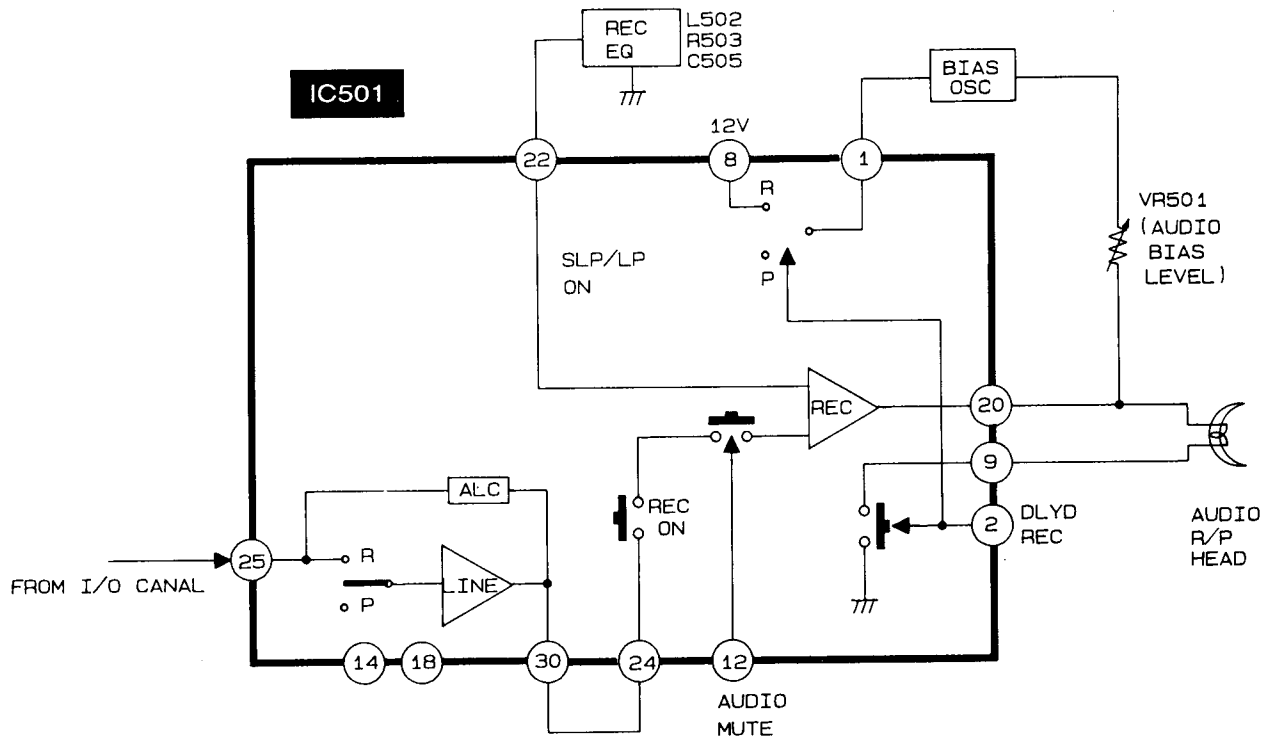 REC
EQ
L502
R503
C505
IC501
BIAS
OSC
12V
22
8
1
R
P
SLP/LP
ON
VR501
(AUDIO
BIAS
LEVEL)
REC
20
9
2
DLYD
REC
AUDIO
R/P
HEAD
ALC
REC
ON
25
R
P
LINE
FROM I/O CANAL
14
18
30
24
12
AUDIO
MUTE